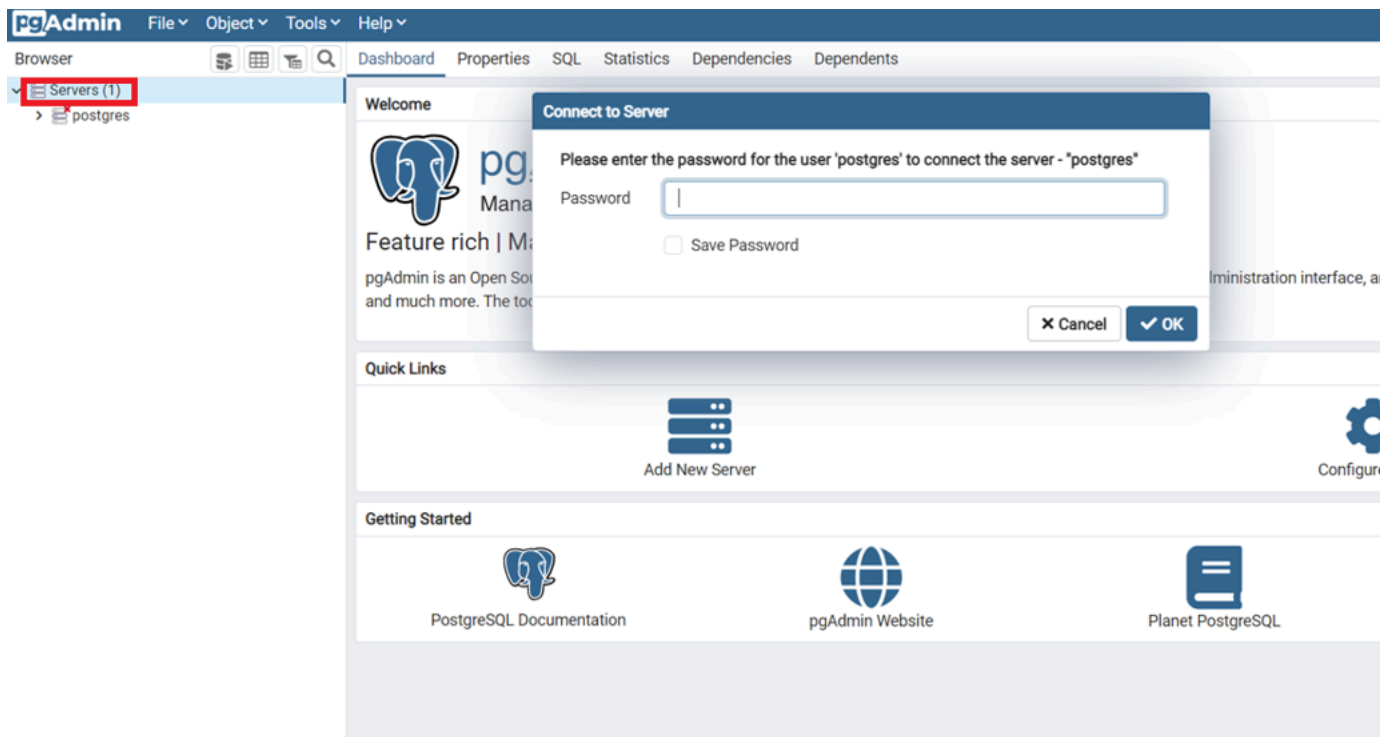 pgAdmin File Object Tools Help
Browser
Dashboard Properties SQL Statistics Dependencies Dependents
Servers (1)
postgres
Welcome
Connect to Server
Please enter the password for the user 'postgres' to connect the server - "postgres"
Password
Save Password
Cancel OK
pg
Mana
Feature rich | Ma
pgAdmin is an Open Sou
ministration interface, a
and much more. The too
Quick Links
Add New Server
Configure
Getting Started
PostgreSQL Documentation
pgAdmin Website
Planet PostgreSQL